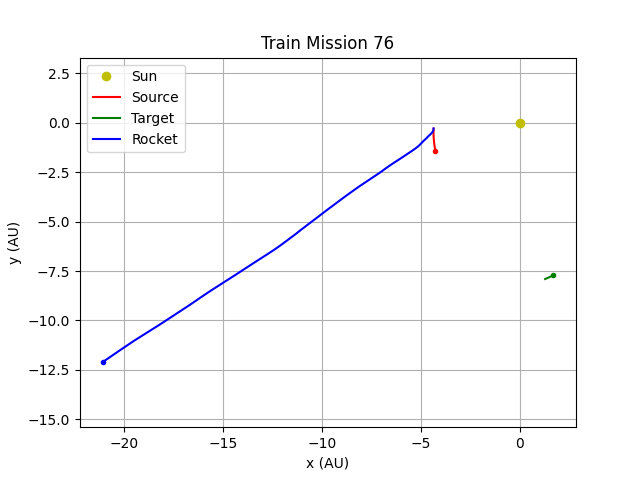 Train Mission 76
Sun
Source
Target
Rocket
2.5
0.0
−2.5
−5.0
−7.5
−10.0
−12.5
−15.0
y (AU)
−20 −15 −10 −5 0
x (AU)